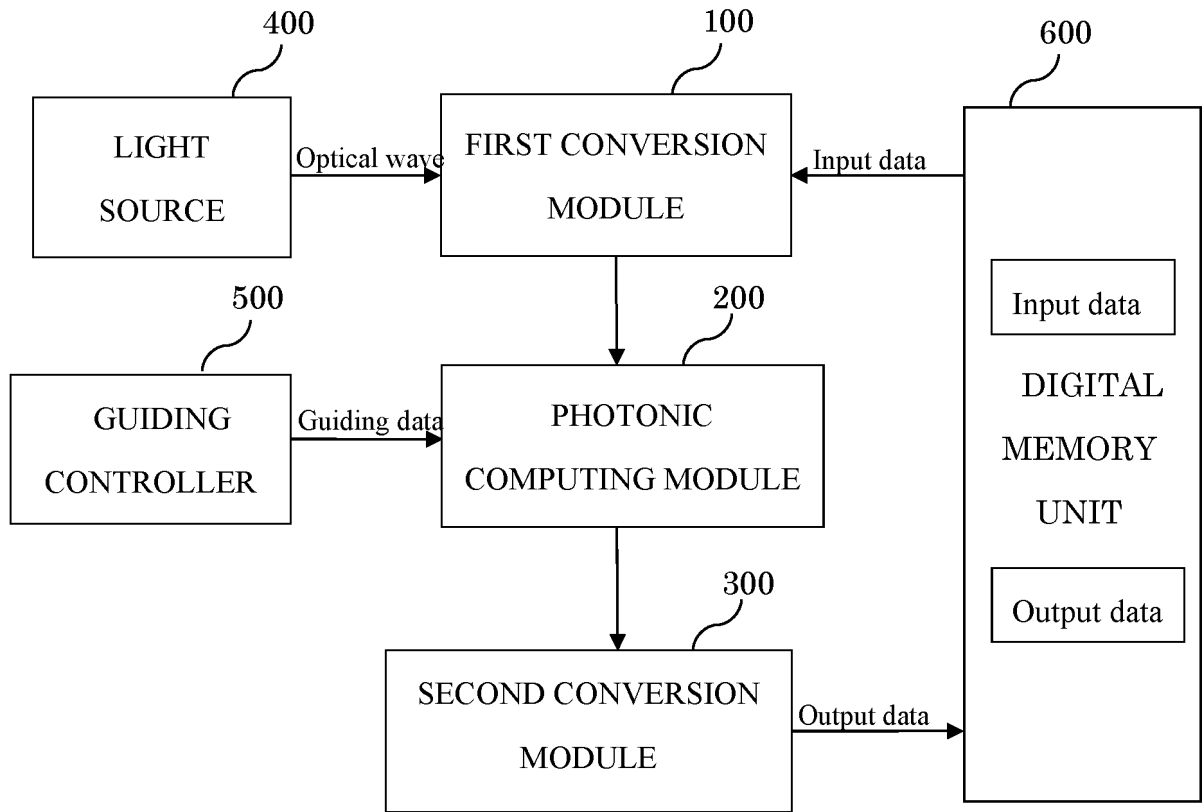 400
100
600
LIGHT
SOURCE
Optical wave
FIRST CONVERSION
MODULE
Input data
Input data
500
200
GUIDING
CONTROLLER
Guiding data
PHOTONIC
COMPUTING MODULE
DIGITAL
MEMORY
UNIT
300
Output data
SECOND CONVERSION
MODULE
Output data